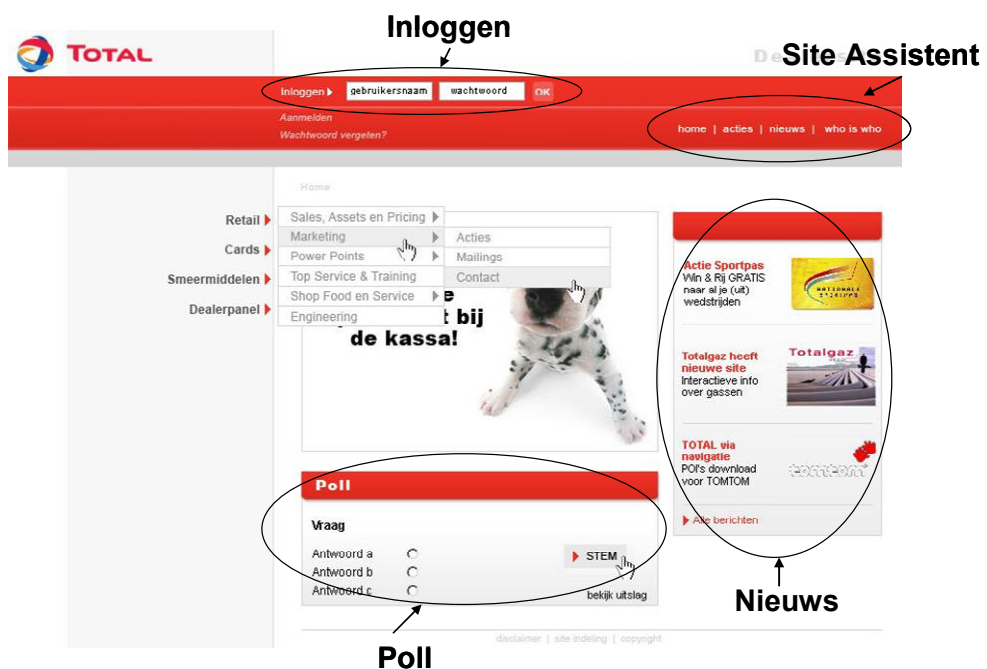 Inloggen
TOTAL
Site Assistent
Inloggen
gebruikersnaam
wachtwoord
OK
Aanmelden
Wachtwoord vergeten?
home | acties | nieuws | who is who
Home
Retail
Cards
Smeermiddelen
Dealerpanel
Sales, Assets en Pricing
Marketing
Power Points
Top Service & Training
Shop Food en Service
Engineering
Acties
Mailings
Contact
t bij
de kassa!
Actie Sportpas
Win & Rij GRATIS
naar al je (uit)
wedstrijden
NATIONALE
Totalgaz heeft
nieuwe site
Interactieve info
over gassen
Totalgaz
TOTAL via
navigatie
POI's download
voor TOMTOM
tomtom
Alle berichten
Poll
Vraag
Antwoord a
Antwoord b
Antwoord c
STEM
bekijk uitslag
Nieuws
disclaimer | site indeling | copyright
Poll